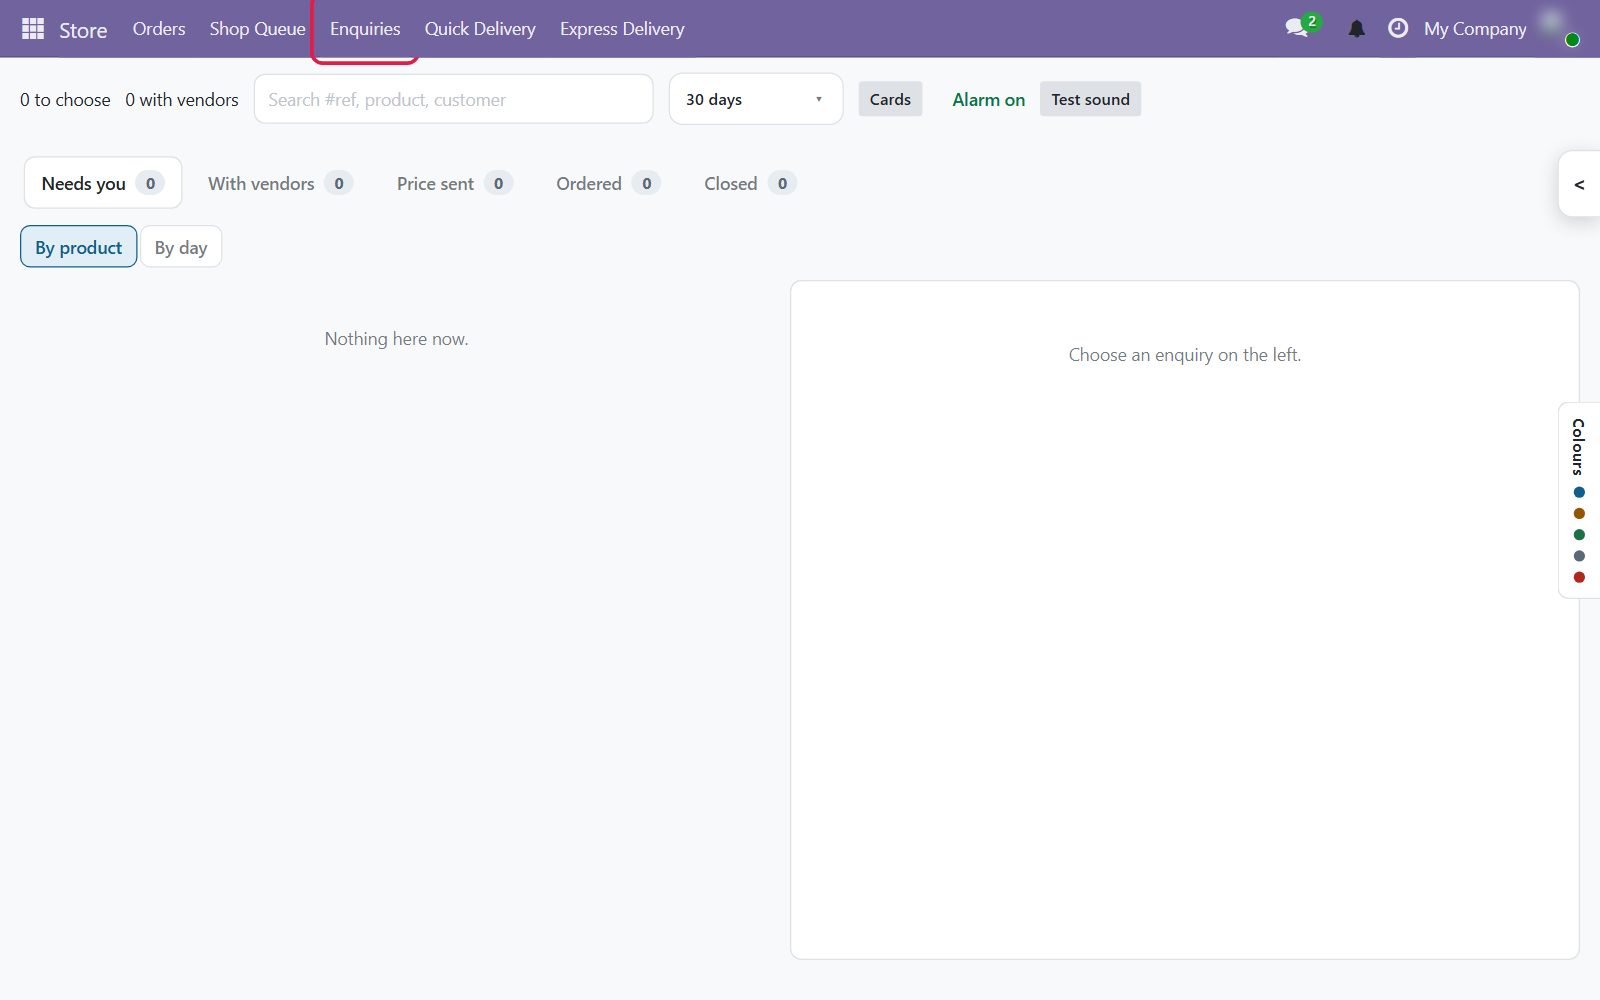 Store Orders Shop Queue Enquiries Quick Delivery Express Delivery 2 My Company
0 to choose 0 with vendors Search #ref, product, customer 30 days Cards Alarm on Test sound
Needs you 0 With vendors 0 Price sent 0 Ordered 0 Closed 0
<
By product By day
Nothing here now.
Choose an enquiry on the left.
Colours